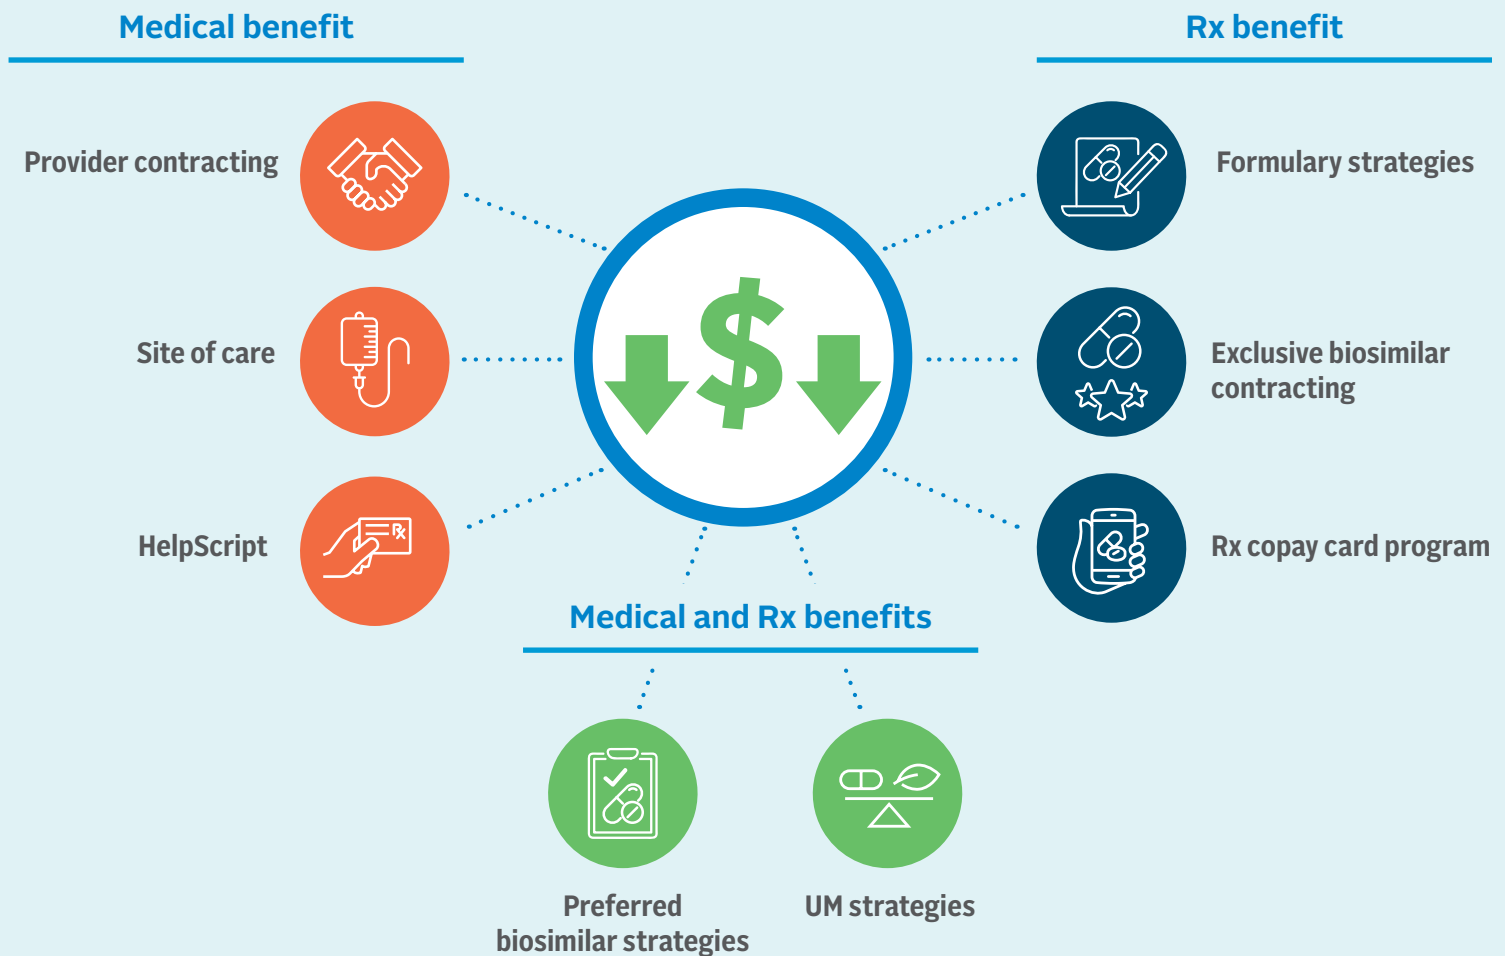 Medical benefit
Provider contracting
Site of care
HelpScript
Rx benefit
Formulary strategies
Exclusive biosimilar
contracting
Rx copay card program
$
Rx
Medical and Rx benefits
Preferred
biosimilar strategies
UM strategies